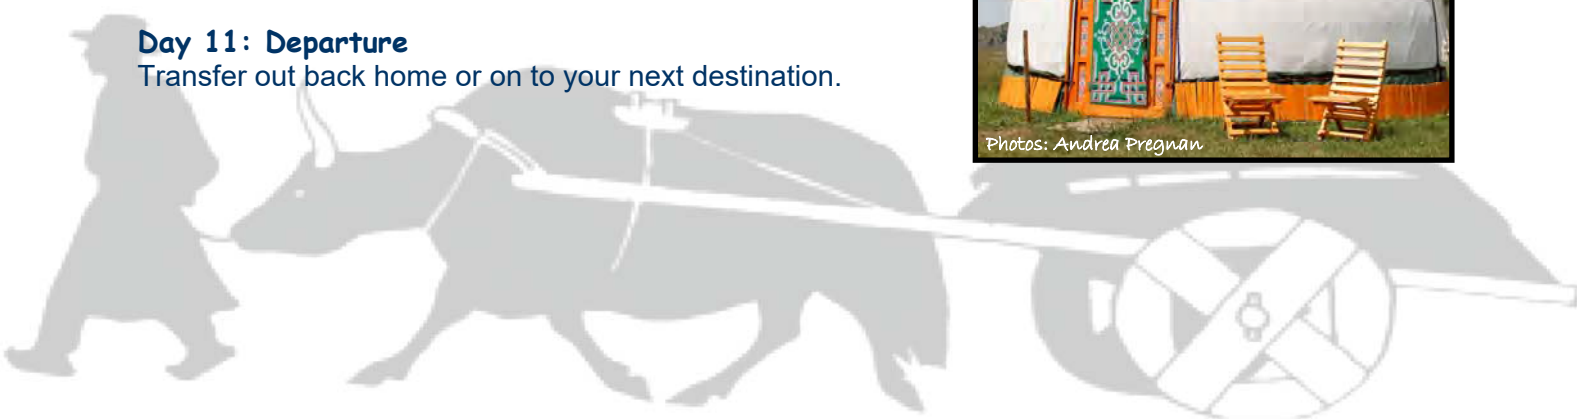 Day 11: Departure
Transfer out back home or on to your next destination.
Photos: Andrea Pregnan